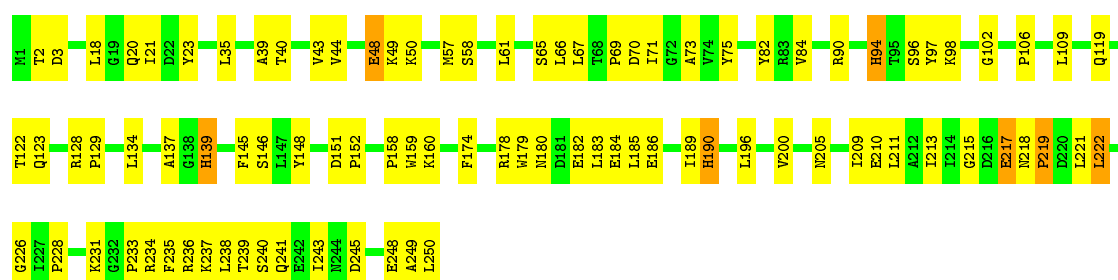 M1 T2 D3 L18 G19 Q20 I21 D22 Y23 L35 A39 T40 V43 V44 E48 K49 K50 M57 S58 L61 S65 L66 L67 T68 P69 D70 I71 G72 A73 V74 Y75 Y82 R83 V84 R90 H94 T95 S96 Y97 K98 G102 P106 L109 Q119
T122 Q123 R128 P129 L134 A137 G138 H139 F145 S146 L147 Y148 D151 P152 P158 W159 K160 F174 R178 W179 N180 D181 E182 L183 E184 L185 E186 I189 H190 L196 V200 N205 I209 E210 L211 A212 I213 I214 G215 D216 E217 N218 P219 D220 L221 L222
G226 I227 P228 K231 G232 P233 R234 F235 R236 K237 L238 T239 S240 Q241 E242 I243 N244 D245 E248 A249 L250